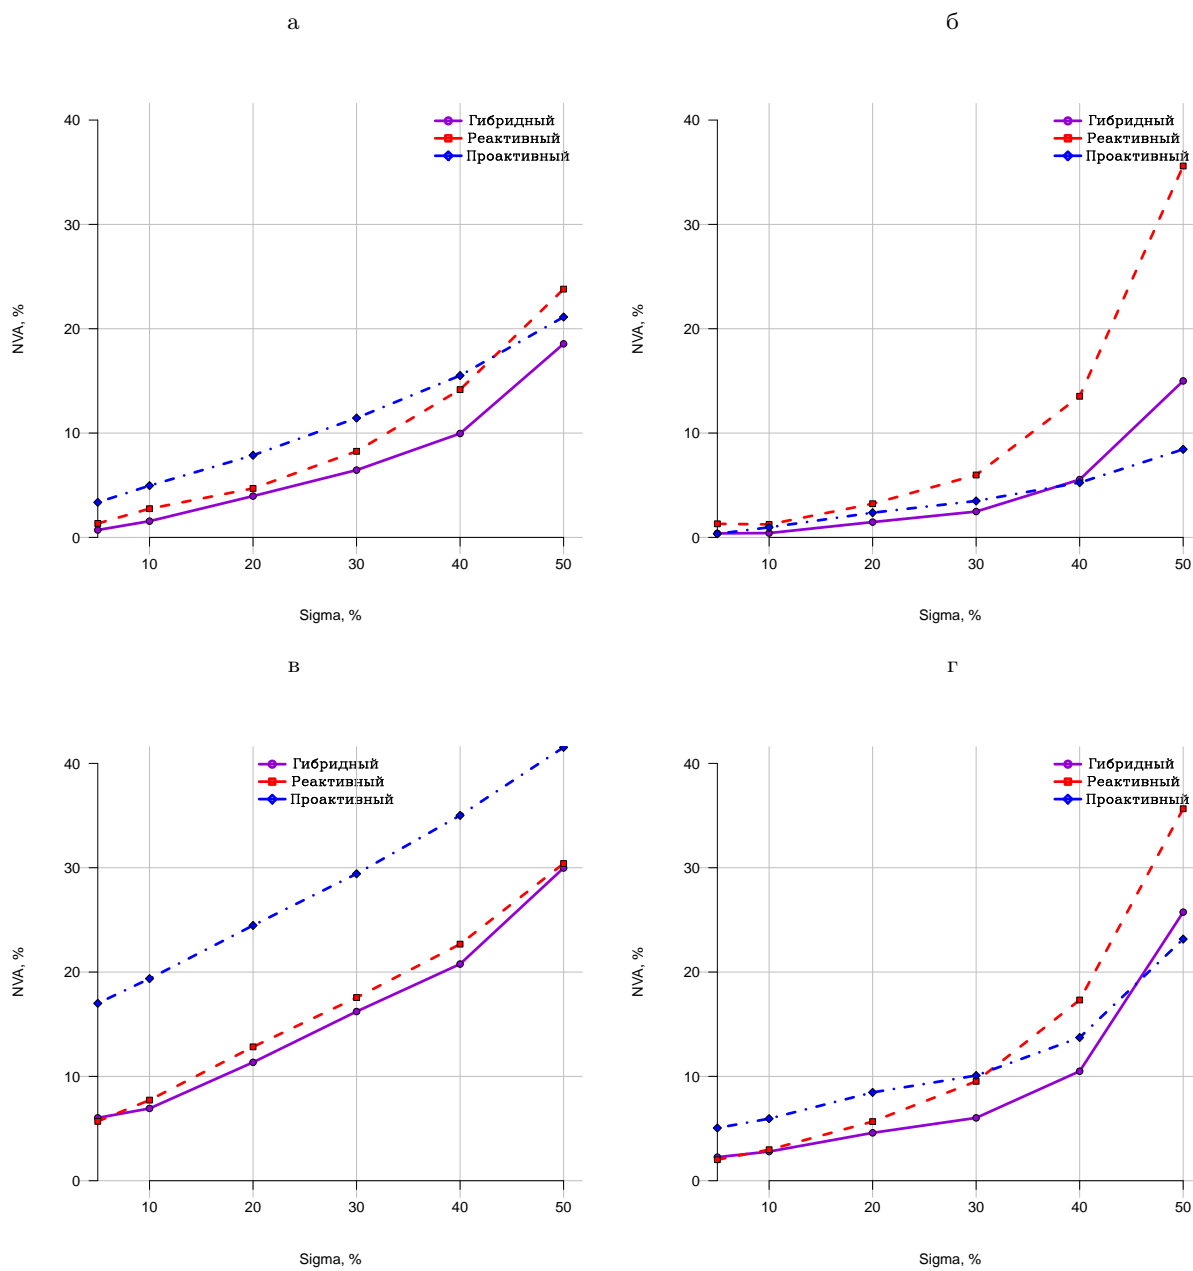 а
40
30
20
10
0
NVA, %
Гибридный
Реактивный
Проактивный
10 20 30 40 50
Sigma, %
б
40
30
20
10
0
NVA, %
Гибридный
Реактивный
Проактивный
10 20 30 40 50
Sigma, %
в
40
30
20
10
0
NVA, %
Гибридный
Реактивный
Проактивный
10 20 30 40 50
Sigma, %
г
40
30
20
10
0
NVA, %
Гибридный
Реактивный
Проактивный
10 20 30 40 50
Sigma, %